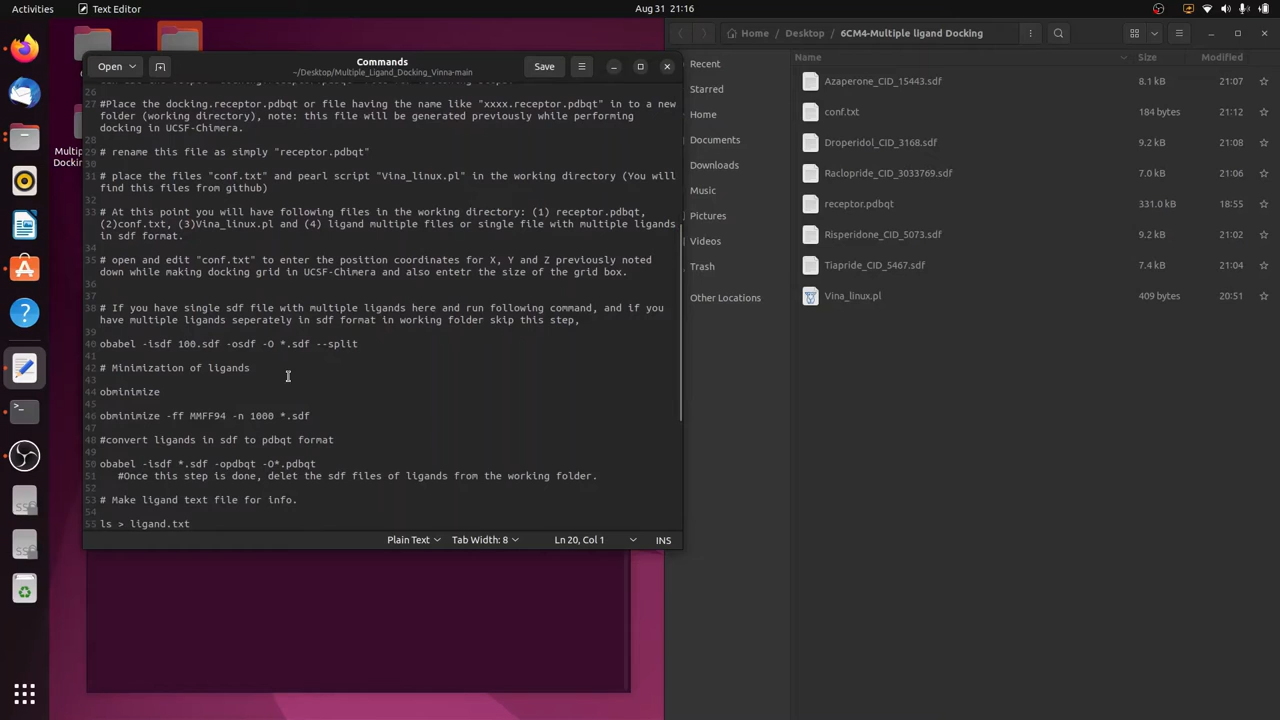 Activities
Text Editor
Aug 31 21:16
Open
Commands
~/Desktop/Multiple_Ligand_Docking_Vinna-main
Save
26
27 #Place the docking.receptor.pdbqt or file having the name like "xxxx.receptor.pdbqt" in to a new
folder (working directory), note: this file will be generated previously while performing
docking in UCSF-Chimera.
28
29 # rename this file as simply "receptor.pdbqt"
30
31 # place the files "conf.txt" and pearl script "Vina_linux.pl" in the working directory (You will
find this files from github)
32
33 # At this point you will have following files in the working directory: (1) receptor.pdbqt,
(2)conf.txt, (3)Vina_linux.pl and (4) ligand multiple files or single file with multiple ligands
in sdf format.
34
35 # open and edit "conf.txt" to enter the position coordinates for X, Y and Z previously noted
down while making docking grid in UCSF-Chimera and also entetr the size of the grid box.
36
37
38 # If you have single sdf file with multiple ligands here and run following command, and if you
have multiple ligands seperately in sdf format in working folder skip this step,
39
40 obabel -isdf 100.sdf -osdf -O *.sdf --split
41
42 # Minimization of ligands
43
44 obminimize
45
46 obminimize -ff MMFF94 -n 1000 *.sdf
47
48 #convert ligands in sdf to pdbqt format
49
50 obabel -isdf *.sdf -opdbqt -O*.pdbqt
51 #Once this step is done, delet the sdf files of ligands from the working folder.
52
53 # Make ligand text file for info.
54
55 ls > ligand.txt
Plain Text
Tab Width: 8
Ln 20, Col 1
INS
Home
Desktop
6CM4-Multiple ligand Docking
Recent
Starred
Home
Documents
Downloads
Music
Pictures
Videos
Trash
Other Locations
Name
Size
Modified
Azaperone_CID_15443.sdf 8.1 kB 21:07
conf.txt 184 bytes 21:12
Droperidol_CID_3168.sdf 9.2 kB 21:08
Raclopride_CID_3033769.sdf 7.0 kB 21:06
receptor.pdbqt 331.0 kB 18:55
Risperidone_CID_5073.sdf 9.2 kB 21:02
Tiapride_CID_5467.sdf 7.4 kB 21:04
Vina_linux.pl 409 bytes 20:51